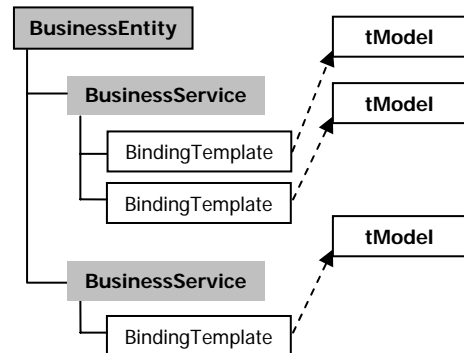 BusinessEntity
tModel
BusinessService
tModel
BindingTemplate
BindingTemplate
tModel
BusinessService
BindingTemplate